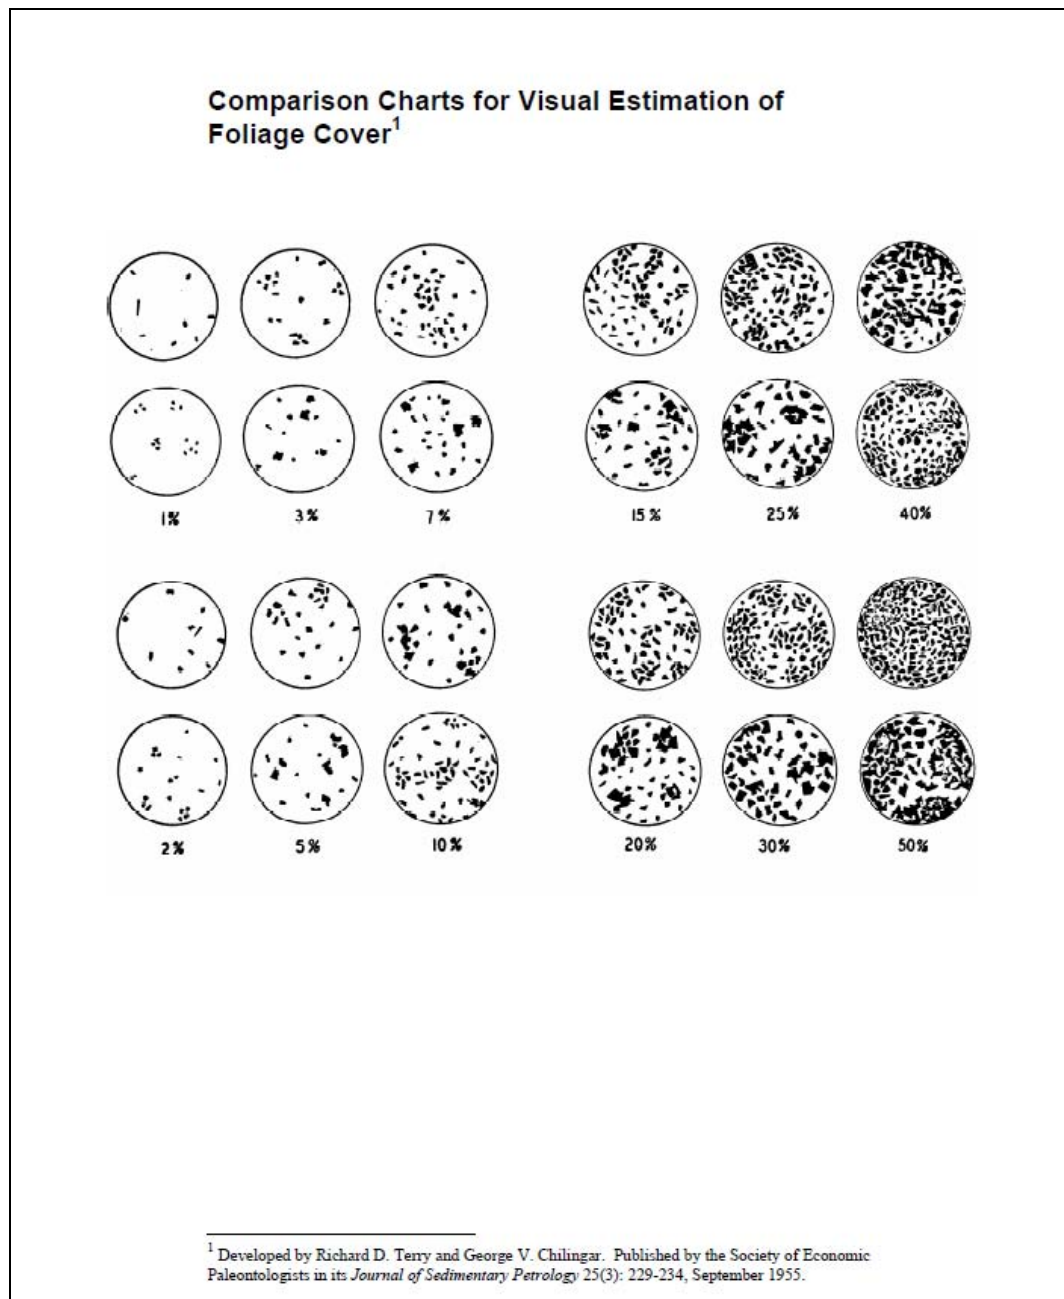 Comparison Charts for Visual Estimation of
Foliage Cover1
1% 3% 7% 15% 25% 40%
2% 5% 10% 20% 30% 50%
1 Developed by Richard D. Terry and George V. Chilingar. Published by the Society of Economic
Paleontologists in its Journal of Sedimentary Petrology 25(3): 229-234, September 1955.